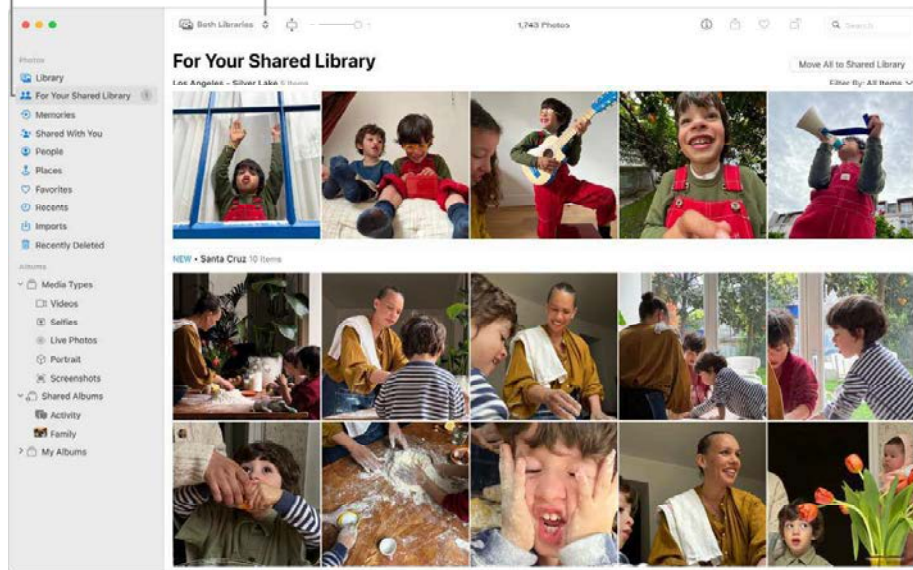 Both Libraries
1,743 Photos
Search
Photos
Library
For Your Shared Library
Memories
Shared With You
People
Places
Favorites
Recents
Imports
Recently Deleted
Albums
Media Types
Videos
Selfies
Live Photos
Portrait
Screenshots
Shared Albums
Activity
Family
My Albums
For Your Shared Library
Move All to Shared Library
Los Angeles - Silver Lake 5 Items
Filter By: All Items
NEW • Santa Cruz 10 Items